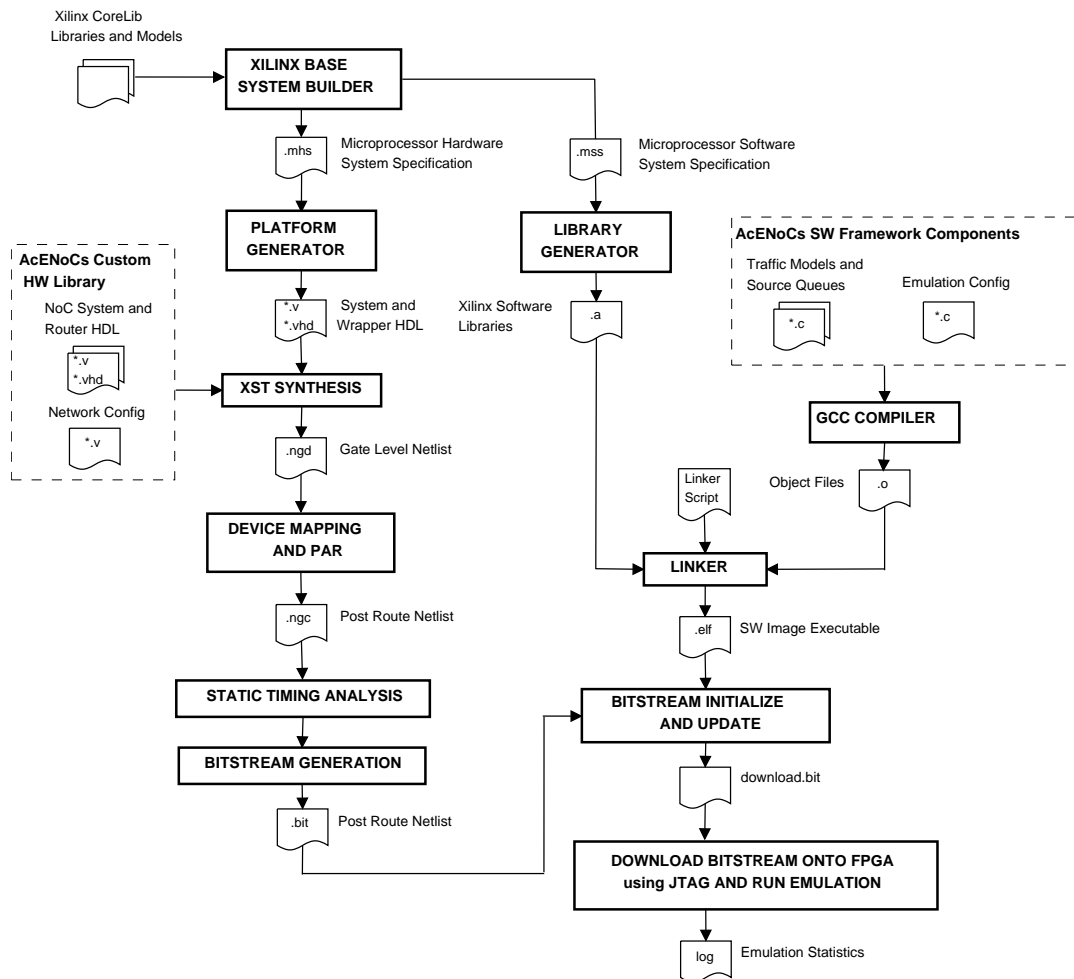 Xilinx CoreLib
Libraries and Models
XILINX BASE
SYSTEM BUILDER
.mhs
Microprocessor Hardware
System Specification
.mss
Microprocessor Software
System Specification
PLATFORM
GENERATOR
LIBRARY
GENERATOR
AcENoCs SW Framework Components
Traffic Models and
Source Queues
*.c
Emulation Config
*.c
AcENoCs Custom
HW Library
NoC System and
Router HDL
*.v
*.vhd
Network Config
*.v
*.v
*.vhd
System and
Wrapper HDL
Xilinx Software
Libraries
.a
XST SYNTHESIS
GCC COMPILER
.ngd
Gate Level Netlist
Linker
Script
Object Files
.o
DEVICE MAPPING
AND PAR
LINKER
.ngc
Post Route Netlist
.elf
SW Image Executable
STATIC TIMING ANALYSIS
BITSTREAM INITIALIZE
AND UPDATE
BITSTREAM GENERATION
download.bit
.bit
Post Route Netlist
DOWNLOAD BITSTREAM ONTO FPGA
using JTAG AND RUN EMULATION
log
Emulation Statistics